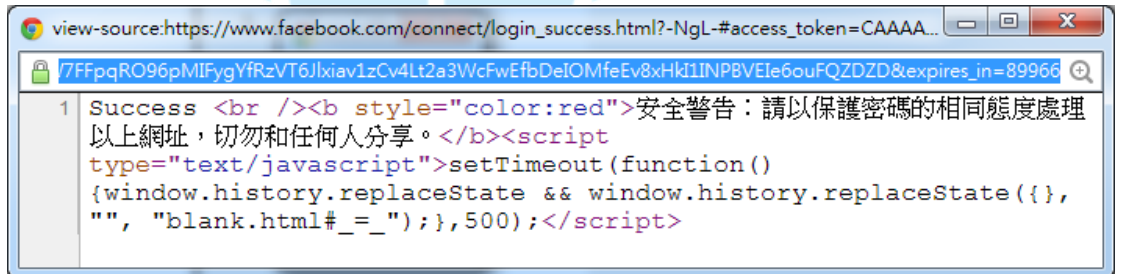 view-source:https://www.facebook.com/connect/login_success.html?-NgL-#access_token=CAAAA...
/7FFpqRO96pMIFygYfRzVT6Jlxiav1zCv4Lt2a3WcFwEfbDeIOMfeEv8xHkI1INPBVEIe6ouFQZDZD&expires_in=89966
1 Success <br /><b style="color:red">安全警告：請以保護密碼的相同態度處理
以上網址，切勿和任何人分享。</b><script
type="text/javascript">setTimeout(function()
{window.history.replaceState && window.history.replaceState({},
"", "blank.html#_=_");},500);</script>